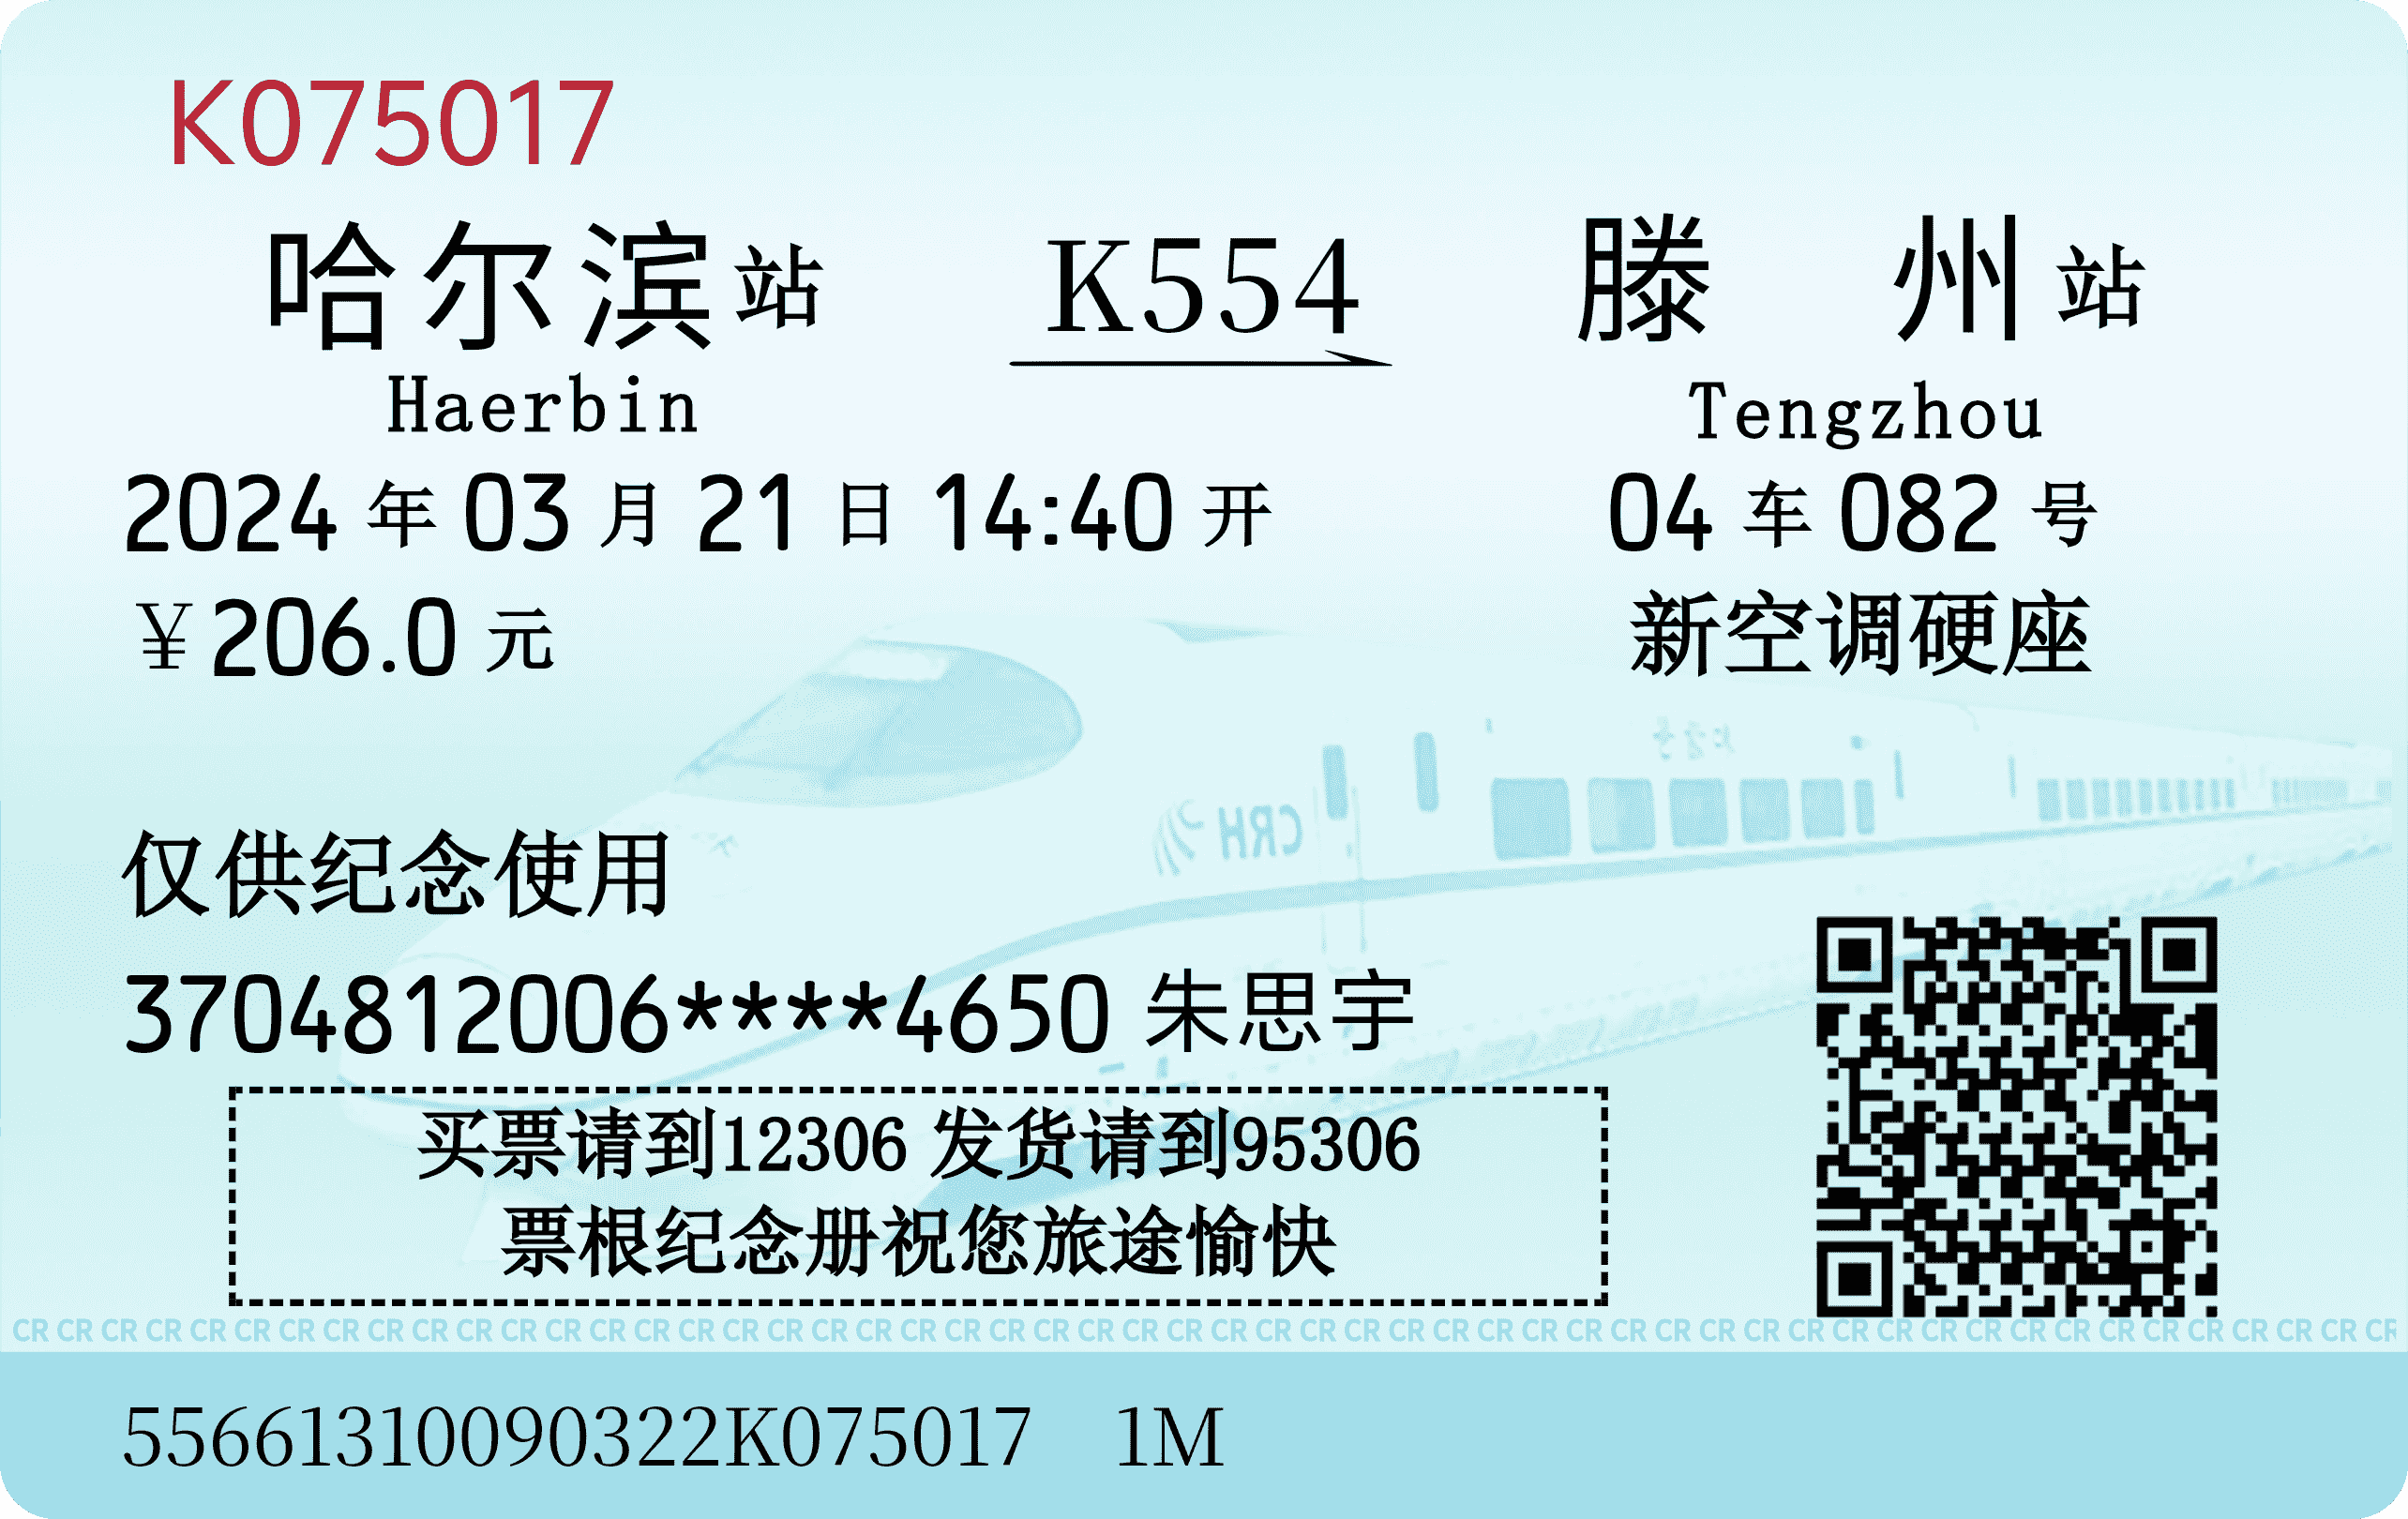 K075017
哈尔滨站 K554 滕州站
Haerbin Tengzhou
2024年03月21日14:40开 04车082号
¥206.0元 新空调硬座
CRH
仅供纪念使用
3704812006****4650 朱思宇
买票请到12306 发货请到95306
票根纪念册祝您旅途愉快
CR CR CR CR CR CR CR CR CR CR CR CR CR CR CR CR CR CR CR CR CR CR CR CR CR CR CR CR CR CR CR CR CR CR CR CR CR CR CR CR CR CR CR CR CR CR CR CR CR CR CR CR CR CR
55661310090322K075017 1M